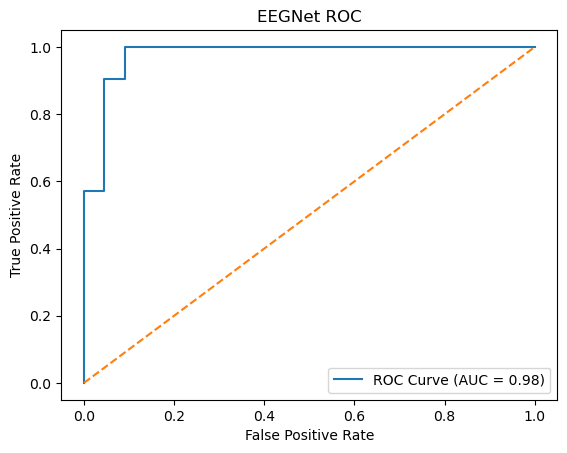 EEGNet ROC
1.0
0.8
0.6
0.4
0.2
0.0
True Positive Rate
ROC Curve (AUC = 0.98)
0.0 0.2 0.4 0.6 0.8 1.0
False Positive Rate